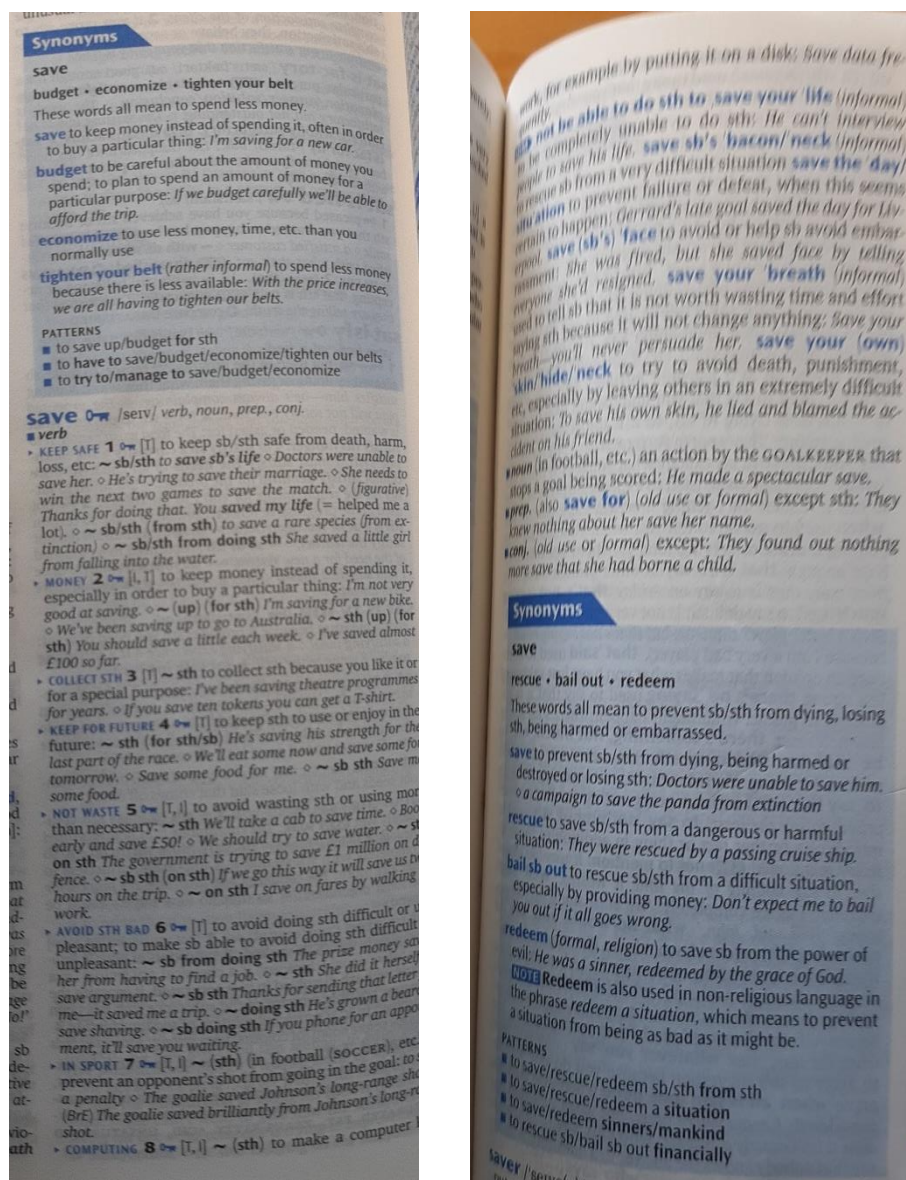 Synonyms
save
budget • economize • tighten your belt
These words all mean to spend less money.
save to keep money instead of spending it, often in order
to buy a particular thing: I'm saving for a new car.
budget to be careful about the amount of money you
spend; to plan to spend an amount of money for a
particular purpose: If we budget carefully we'll be able to
afford the trip.
economize to use less money, time, etc. than you
normally use
tighten your belt (rather informal) to spend less money
because there is less available: With the price increases,
we are all having to tighten our belts.
PATTERNS
■ to save up/budget for sth
■ to have to save/budget/economize/tighten our belts
■ to try to/manage to save/budget/economize
save /seɪv/ verb, noun, prep., conj.
■ verb
▸ KEEP SAFE 1 [T] to keep sb/sth safe from death, harm,
loss, etc: ~ sb/sth to save sb's life ⋄ Doctors were unable to
save her. ⋄ He's trying to save their marriage. ⋄ She needs to
win the next two games to save the match. ⋄ (figurative)
Thanks for doing that. You saved my life (= helped me a
lot). ⋄ ~ sb/sth (from sth) to save a rare species (from ex-
tinction) ⋄ ~ sb/sth from doing sth She saved a little girl
from falling into the water.
▸ MONEY 2 [I, T] to keep money instead of spending it,
especially in order to buy a particular thing: I'm not very
good at saving. ⋄ ~ (up) (for sth) I'm saving for a new bike.
⋄ We've been saving up to go to Australia. ⋄ ~ sth (up) (for
sth) You should save a little each week. ⋄ I've saved almost
£100 so far.
▸ COLLECT STH 3 [T] ~ sth to collect sth because you like it or
for a special purpose: I've been saving theatre programmes
for years. ⋄ If you save ten tokens you can get a T-shirt.
▸ KEEP FOR FUTURE 4 [T] to keep sth to use or enjoy in the
future: ~ sth (for sth/sb) He's saving his strength for the
last part of the race. ⋄ We'll eat some now and save some for
tomorrow. ⋄ Save some food for me. ⋄ ~ sb sth Save me
some food.
▸ NOT WASTE 5 [T, I] to avoid wasting sth or using mor
than necessary: ~ sth We'll take a cab to save time. ⋄ Boo
early and save £50! ⋄ We should try to save water. ⋄ ~ st
on sth The government is trying to save £1 million on d
fence. ⋄ ~ sb sth (on sth) If we go this way it will save us tw
hours on the trip. ⋄ ~ on sth I save on fares by walking
work.
▸ AVOID STH BAD 6 [T] to avoid doing sth difficult or u
pleasant; to make sb able to avoid doing sth difficult
unpleasant: ~ sb from doing sth The prize money sav
her from having to find a job. ⋄ ~ sth She did it herself
save argument. ⋄ ~ sb sth Thanks for sending that letter
me—it saved me a trip. ⋄ ~ doing sth He's grown a beard
save shaving. ⋄ ~ sb doing sth If you phone for an appo
ment, it'll save you waiting.
▸ IN SPORT 7 [T, I] ~ (sth) (in football (SOCCER), etc.
prevent an opponent's shot from going in the goal: to s
a penalty ⋄ The goalie saved Johnson's long-range sho
(BrE) The goalie saved brilliantly from Johnson's long-r
shot.
▸ COMPUTING 8 [T, I] ~ (sth) to make a computer
work, for example by putting it on a disk: Save data fre-
quently.
not be able to do sth to save your life (informal)
to be completely unable to do sth: He can't interview
people to save his life. save sb's bacon/neck (informal)
to rescue sb from a very difficult situation save the day/
situation to prevent failure or defeat, when this seems
certain to happen: Gerrard's late goal saved the day for Liv-
erpool. save (sb's) face to avoid or help sb avoid embar-
rassment: She was fired, but she saved face by telling
everyone she'd resigned. save your breath (informal)
used to tell sb that it is not worth wasting time and effort
saying sth because it will not change anything: Save your
breath—you'll never persuade her. save your (own)
skin/hide/neck to try to avoid death, punishment,
etc, especially by leaving others in an extremely difficult
situation: To save his own skin, he lied and blamed the ac-
cident on his friend.
■ noun (in football, etc.) an action by the GOALKEEPER that
stops a goal being scored: He made a spectacular save.
■ prep. (also save for) (old use or formal) except sth: They
knew nothing about her save her name.
■ conj. (old use or formal) except: They found out nothing
more save that she had borne a child.
Synonyms
save
rescue • bail out • redeem
These words all mean to prevent sb/sth from dying, losing
sth, being harmed or embarrassed.
save to prevent sb/sth from dying, being harmed or
destroyed or losing sth: Doctors were unable to save him.
⋄ a campaign to save the panda from extinction
rescue to save sb/sth from a dangerous or harmful
situation: They were rescued by a passing cruise ship.
bail sb out to rescue sb/sth from a difficult situation,
especially by providing money: Don't expect me to bail
you out if it all goes wrong.
redeem (formal, religion) to save sb from the power of
evil: He was a sinner, redeemed by the grace of God.
NOTE Redeem is also used in non-religious language in
the phrase redeem a situation, which means to prevent
a situation from being as bad as it might be.
PATTERNS
■ to save/rescue/redeem sb/sth from sth
■ to save/rescue/redeem a situation
■ to save/redeem sinners/mankind
■ to rescue sb/bail sb out financially
saver